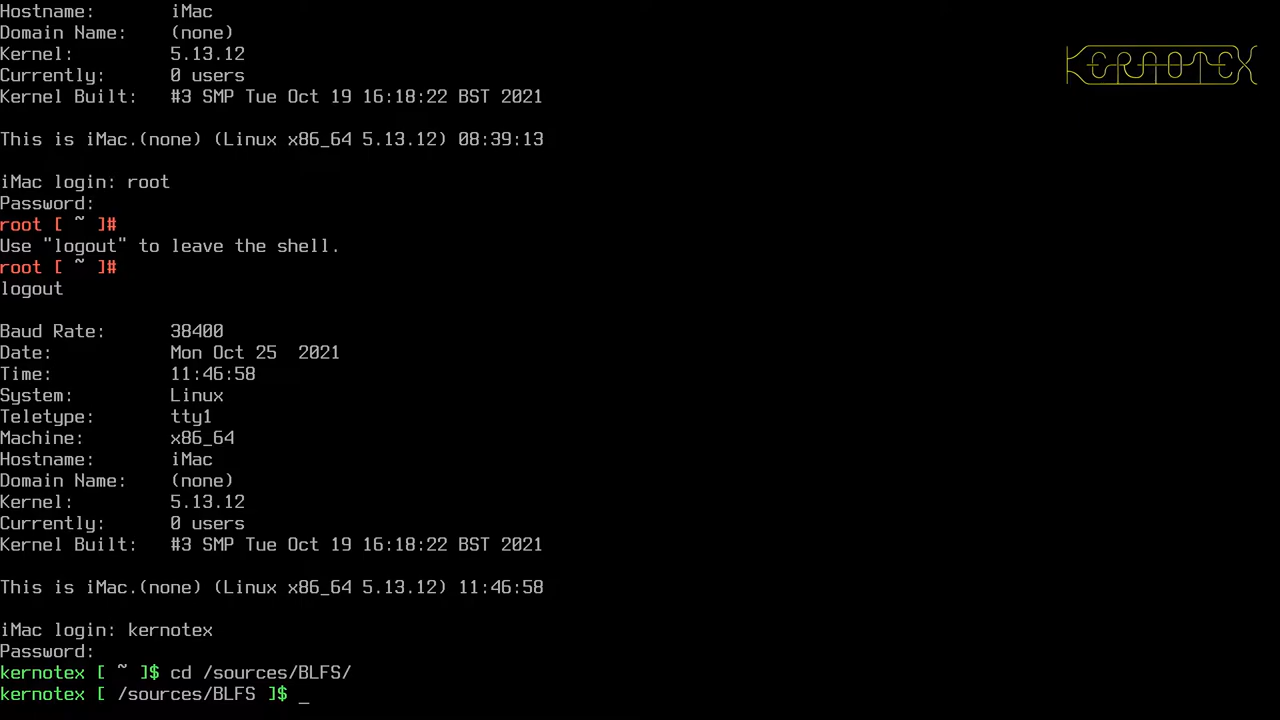 Hostname:      iMac
Domain Name:   (none)
Kernel:        5.13.12
Currently:     0 users
Kernel Built:   #3 SMP Tue Oct 19 16:18:22 BST 2021
This is iMac.(none) (Linux x86_64 5.13.12) 08:39:13
iMac login: root
Password:
root [ ~ ]#
Use "logout" to leave the shell.
root [ ~ ]#
logout
Baud Rate:      38400
Date:           Mon Oct 25  2021
Time:           11:46:58
System:         Linux
Teletype:       tty1
Machine:        x86_64
Hostname:       iMac
Domain Name:    (none)
Kernel:         5.13.12
Currently:      0 users
Kernel Built:   #3 SMP Tue Oct 19 16:18:22 BST 2021
This is iMac.(none) (Linux x86_64 5.13.12) 11:46:58
iMac login: kernotex
Password:
kernotex [ ~ ]$ cd /sources/BLFS/
kernotex [ /sources/BLFS ]$ _
KERNOTEX